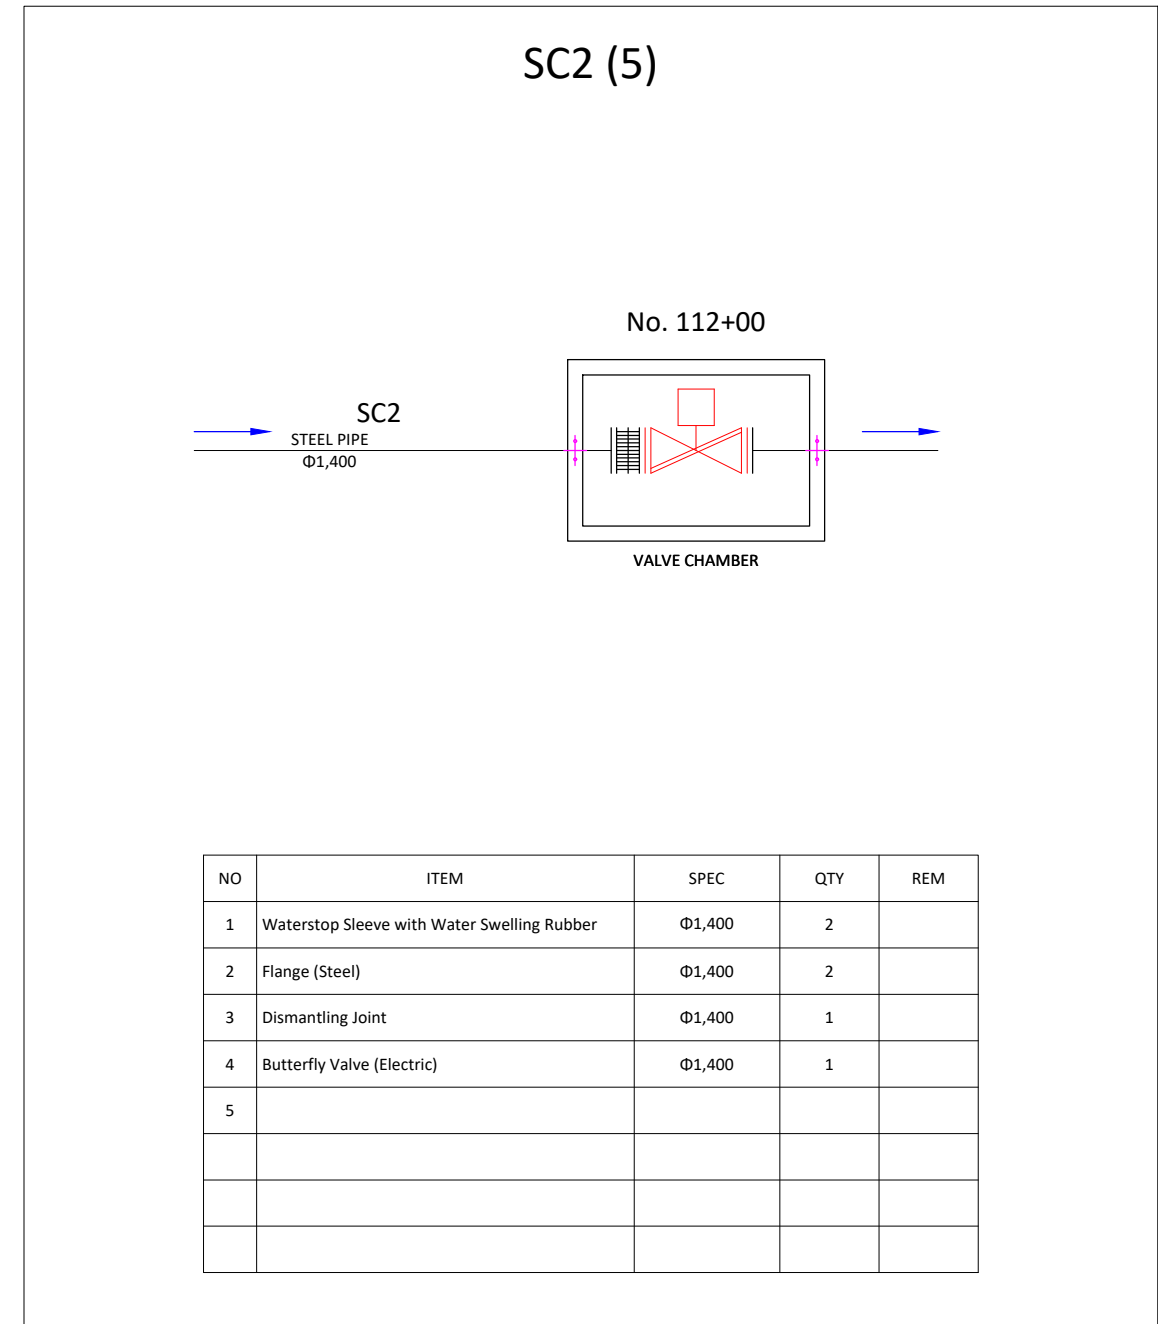 SC2 (5)
No. 112+00
SC2
STEEL PIPE
Φ1,400
VALVE CHAMBER
NO ITEM SPEC QTY REM
1 Waterstop Sleeve with Water Swelling Rubber Φ1,400 2
2 Flange (Steel) Φ1,400 2
3 Dismantling Joint Φ1,400 1
4 Butterfly Valve (Electric) Φ1,400 1
5